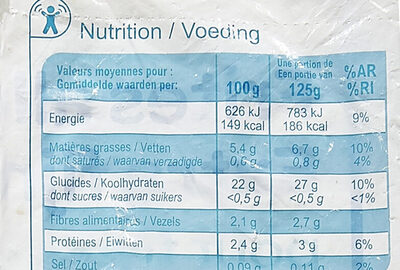 Nutrition / Voeding
Valeurs moyennes pour :
Gemiddelde waarden per:
100g
Une portion de
Een portie van
125g
%AR
%RI
Energie
626 kJ
149 kcal
783 kJ
186 kcal
9%
Matières grasses / Vetten 5,4 g 6,7 g 10%
dont saturés / waarvan verzadigde 0,6 g 0,8 g 4%
Glucides / Koolhydraten 22 g 27 g 10%
dont sucres / waarvan suikers <0,5 g <0,5 g <1%
Fibres alimentaires / Vezels 2,1 g 2,7 g
Protéines / Eiwitten 2,4 g 3 g 6%
Sel / Zout 0,09 g 0,11 g 2%